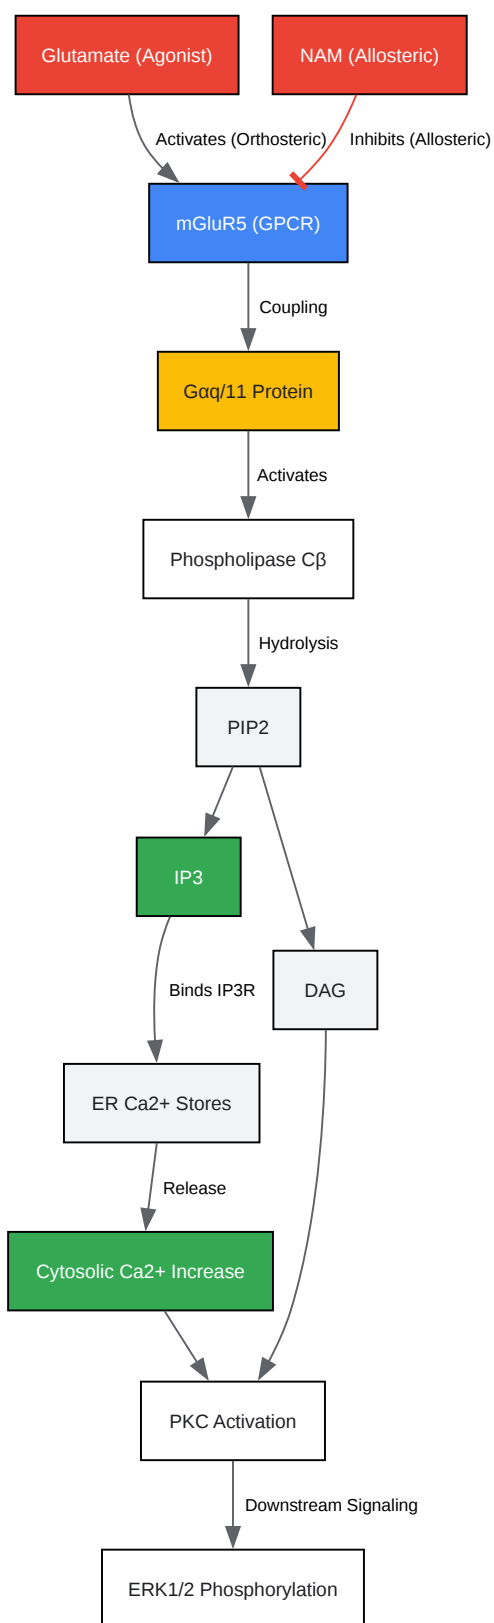 Glutamate (Agonist)
NAM (Allosteric)
Activates (Orthosteric)
Inhibits (Allosteric)
mGluR5 (GPCR)
Coupling
Gαq/11 Protein
Activates
Phospholipase Cβ
Hydrolysis
PIP2
IP3
Binds IP3R
DAG
ER Ca2+ Stores
Release
Cytosolic Ca2+ Increase
PKC Activation
Downstream Signaling
ERK1/2 Phosphorylation